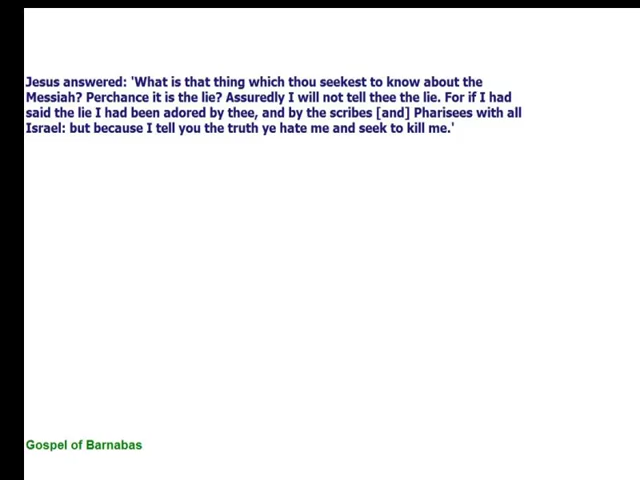 Jesus answered: 'What is that thing which thou seekest to know about the
Messiah? Perchance it is the lie? Assuredly I will not tell thee the lie. For if I had
said the lie I had been adored by thee, and by the scribes [and] Pharisees with all
Israel: but because I tell you the truth ye hate me and seek to kill me.'
Gospel of Barnabas